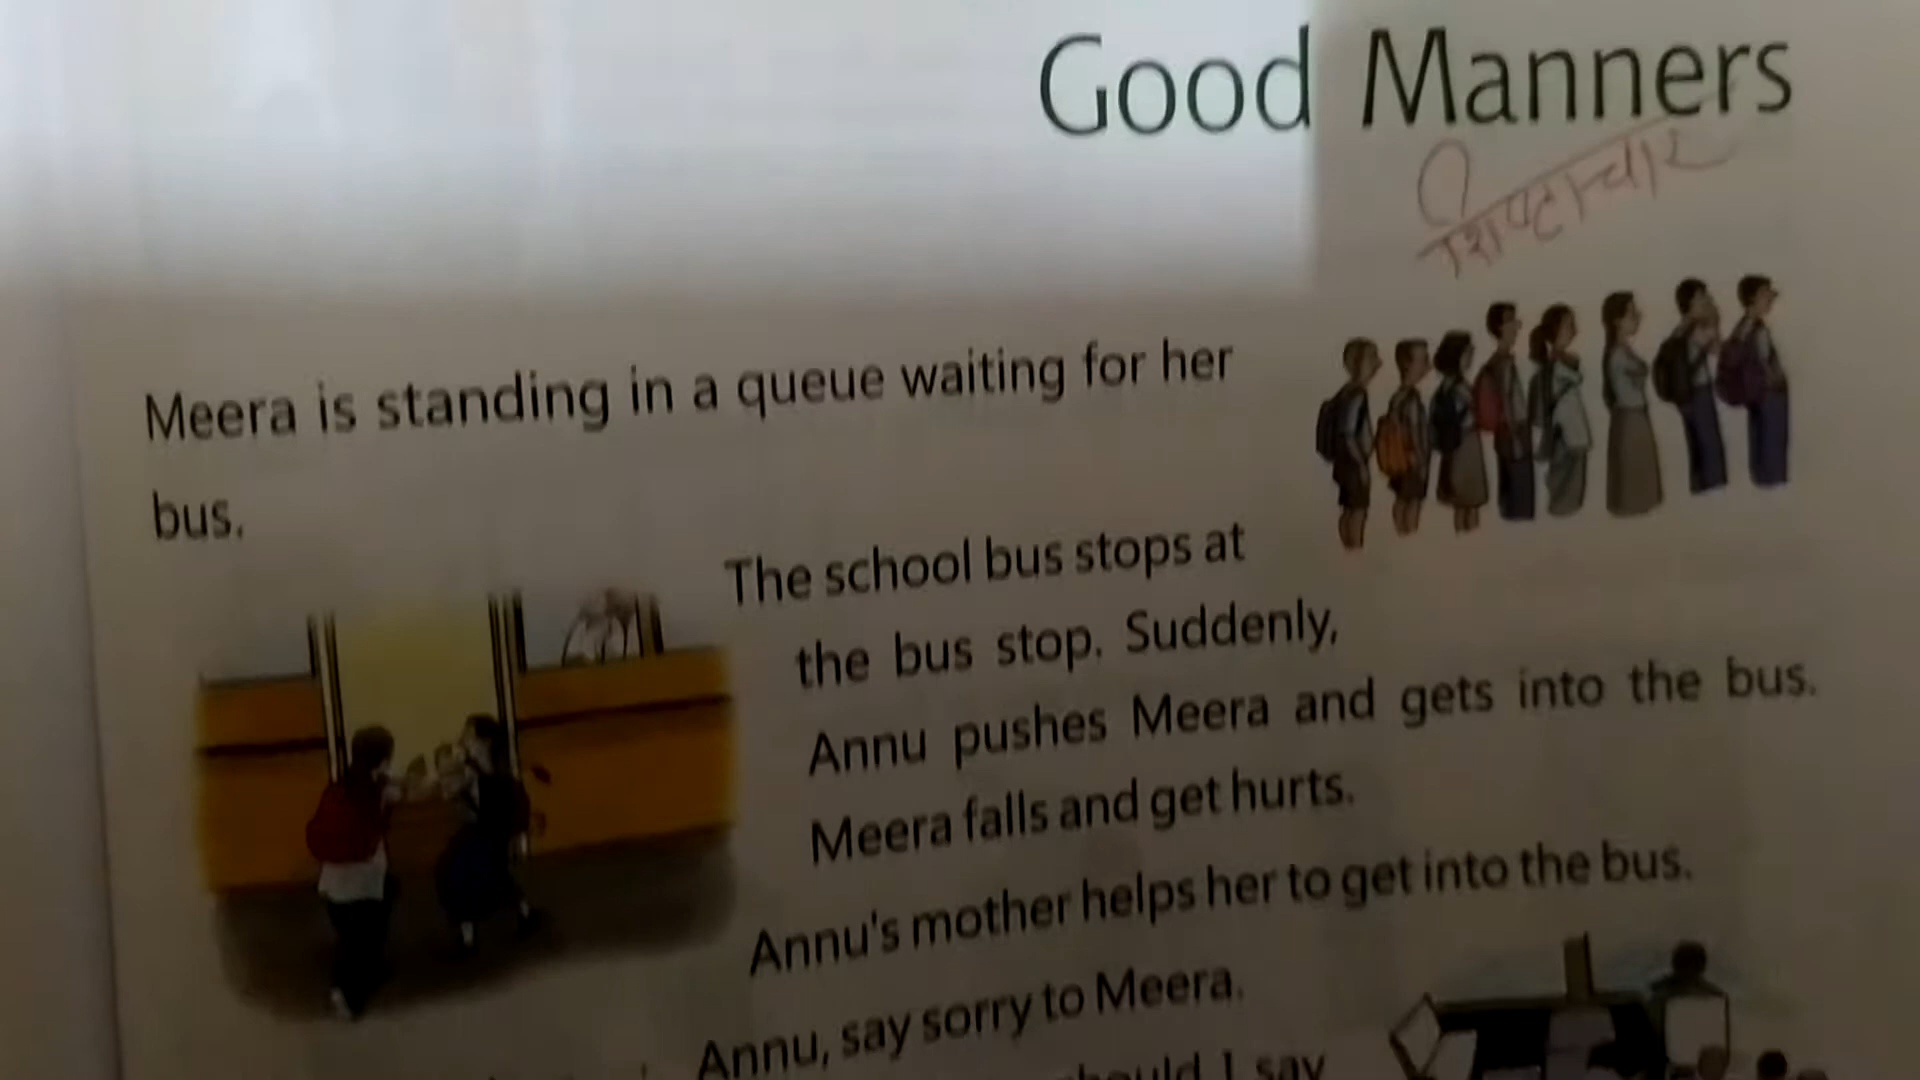 Good Manners
शिष्टाचार
Meera is standing in a queue waiting for her
bus.
The school bus stops at
the bus stop. Suddenly,
Annu pushes Meera and gets into the bus.
Meera falls and get hurts.
Annu's mother helps her to get into the bus.
Annu, say sorry to Meera.
should I say